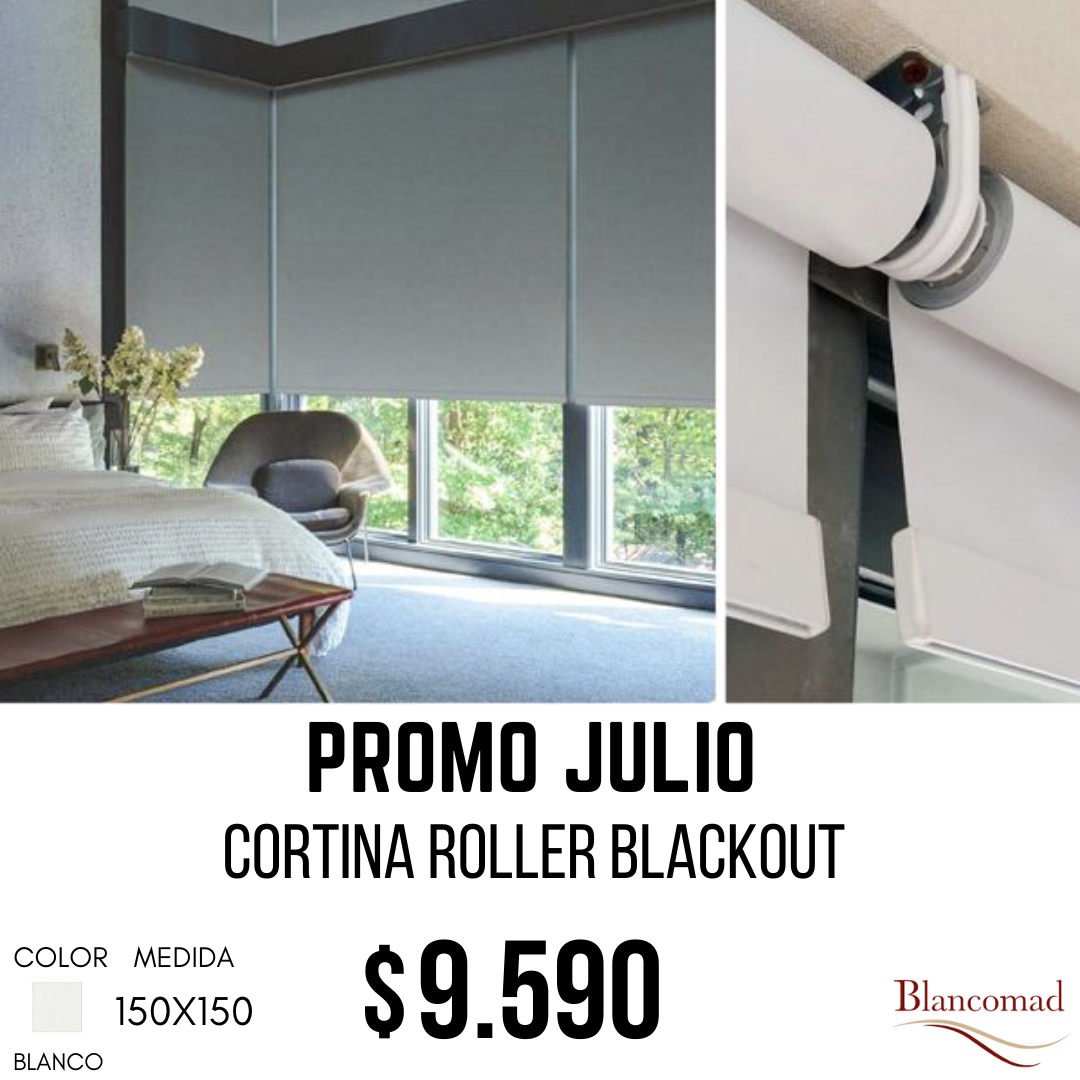 PROMO JULIO
CORTINA ROLLER BLACKOUT
COLOR MEDIDA
150X150
BLANCO
$9.590
Blancomad